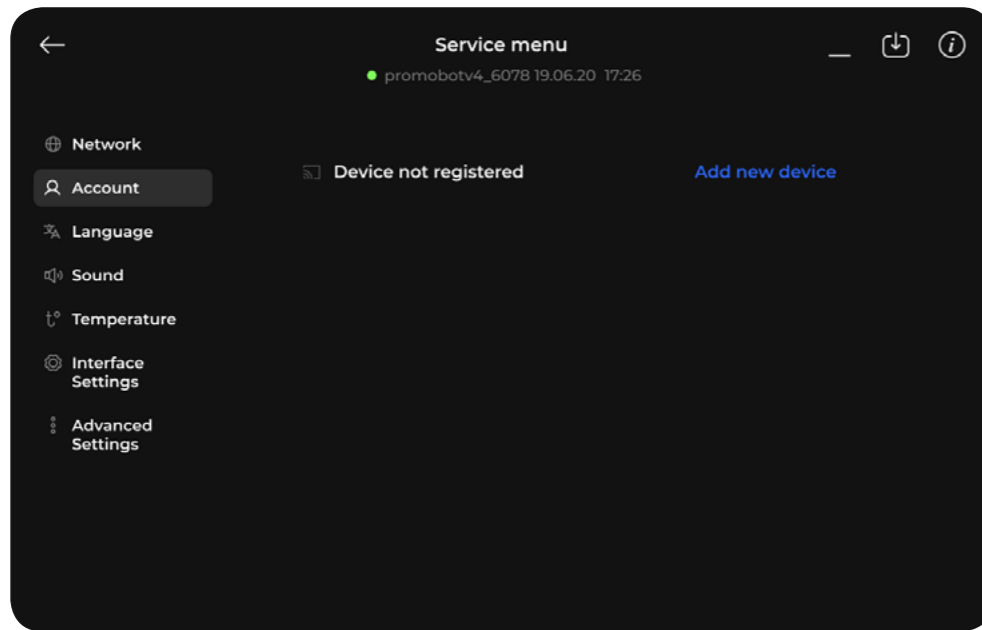 Service menu
promobotv4_6078 19.06.20 17:26
Network
Device not registered
Add new device
Account
Language
Sound
t° Temperature
Interface
Settings
Advanced
Settings